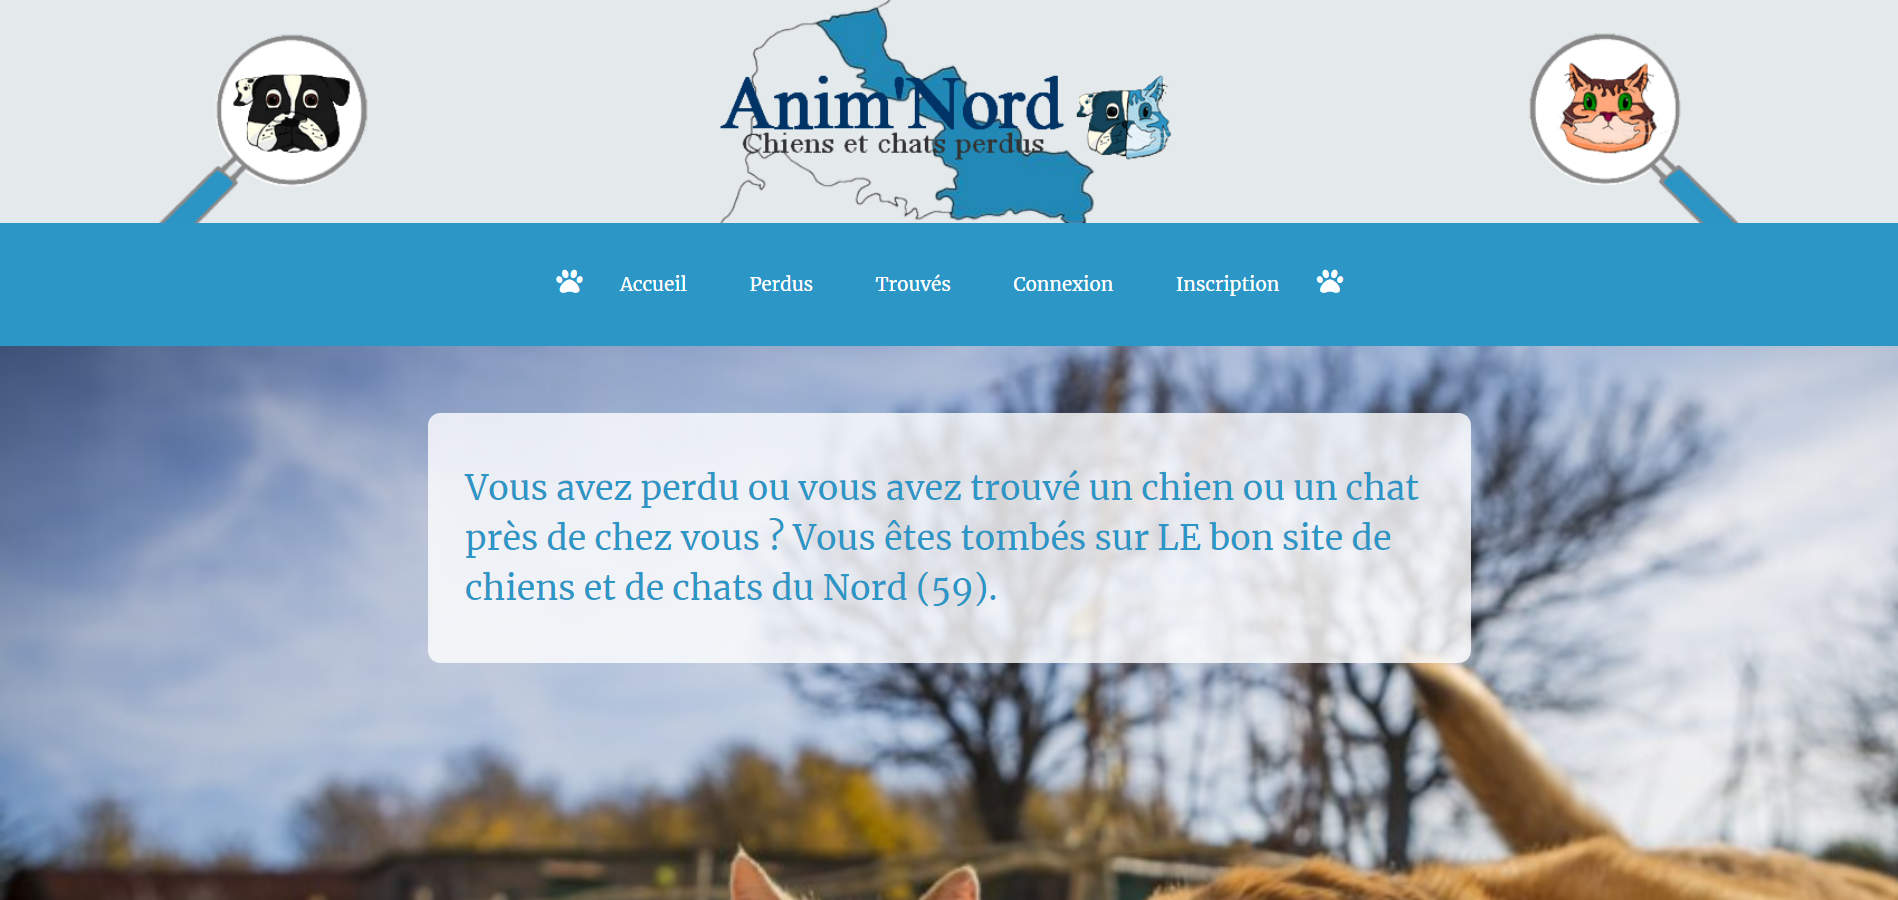 Anim'Nord
Chiens et chats perdus
Accueil
Perdus
Trouvés
Connexion
Inscription
Vous avez perdu ou vous avez trouvé un chien ou un chat
près de chez vous ? Vous êtes tombés sur LE bon site de
chiens et de chats du Nord (59).